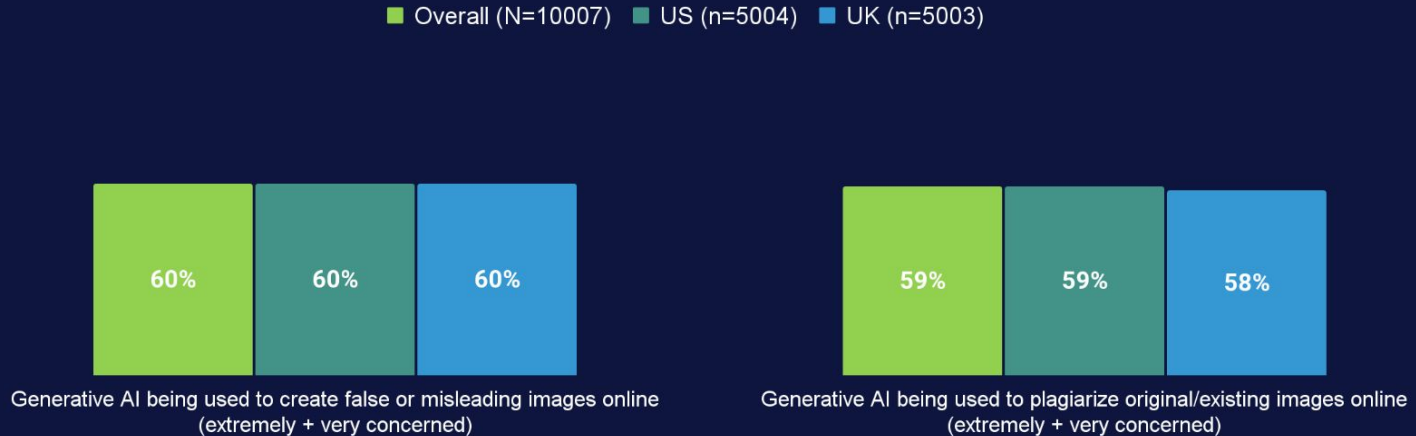 Overall (N=10007) US (n=5004) UK (n=5003)
60% 60% 60%
59% 59% 58%
Generative AI being used to create false or misleading images online
(extremely + very concerned)
Generative AI being used to plagiarize original/existing images online
(extremely + very concerned)